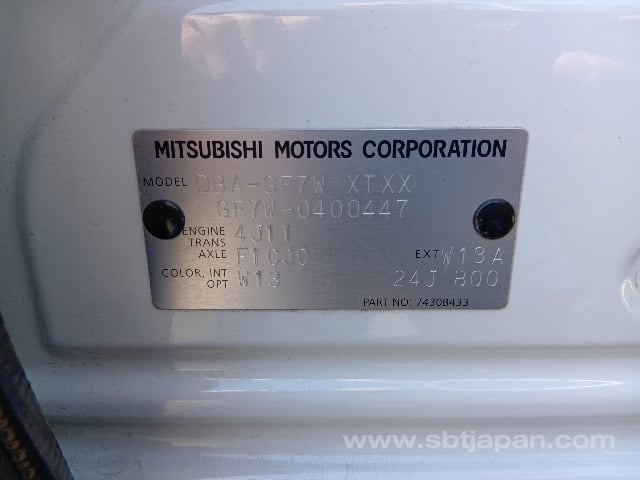 MITSUBISHI MOTORS CORPORATION
MODEL DBA-GF7W XTXX
GF7W-0400447
ENGINE 4J11
TRANS AXLE F1CJC EXT W13A
COLOR, INT OPT W13 24J B00
PART NO: 7430B433
www.sbtjapan.com